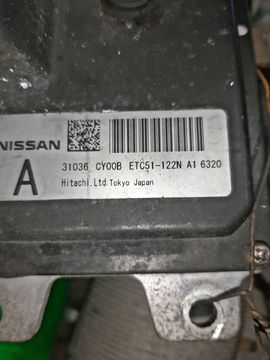 NISSAN
A
31036 CY00B ETC51-122N A1 6320
Hitachi,Ltd.Tokyo Japan